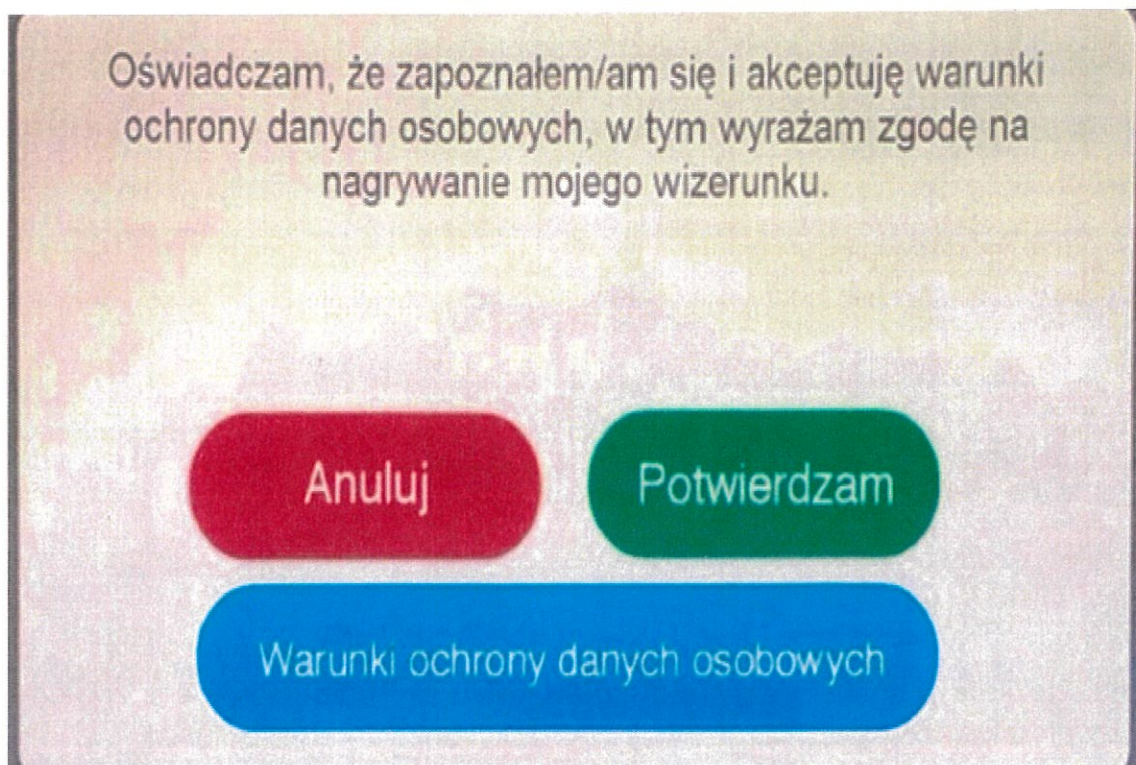 Oświadczam, że zapoznałem/am się i akceptuję warunki
ochrony danych osobowych, w tym wyrażam zgodę na
nagrywanie mojego wizerunku.
Anuluj
Potwierdzam
Warunki ochrony danych osobowych